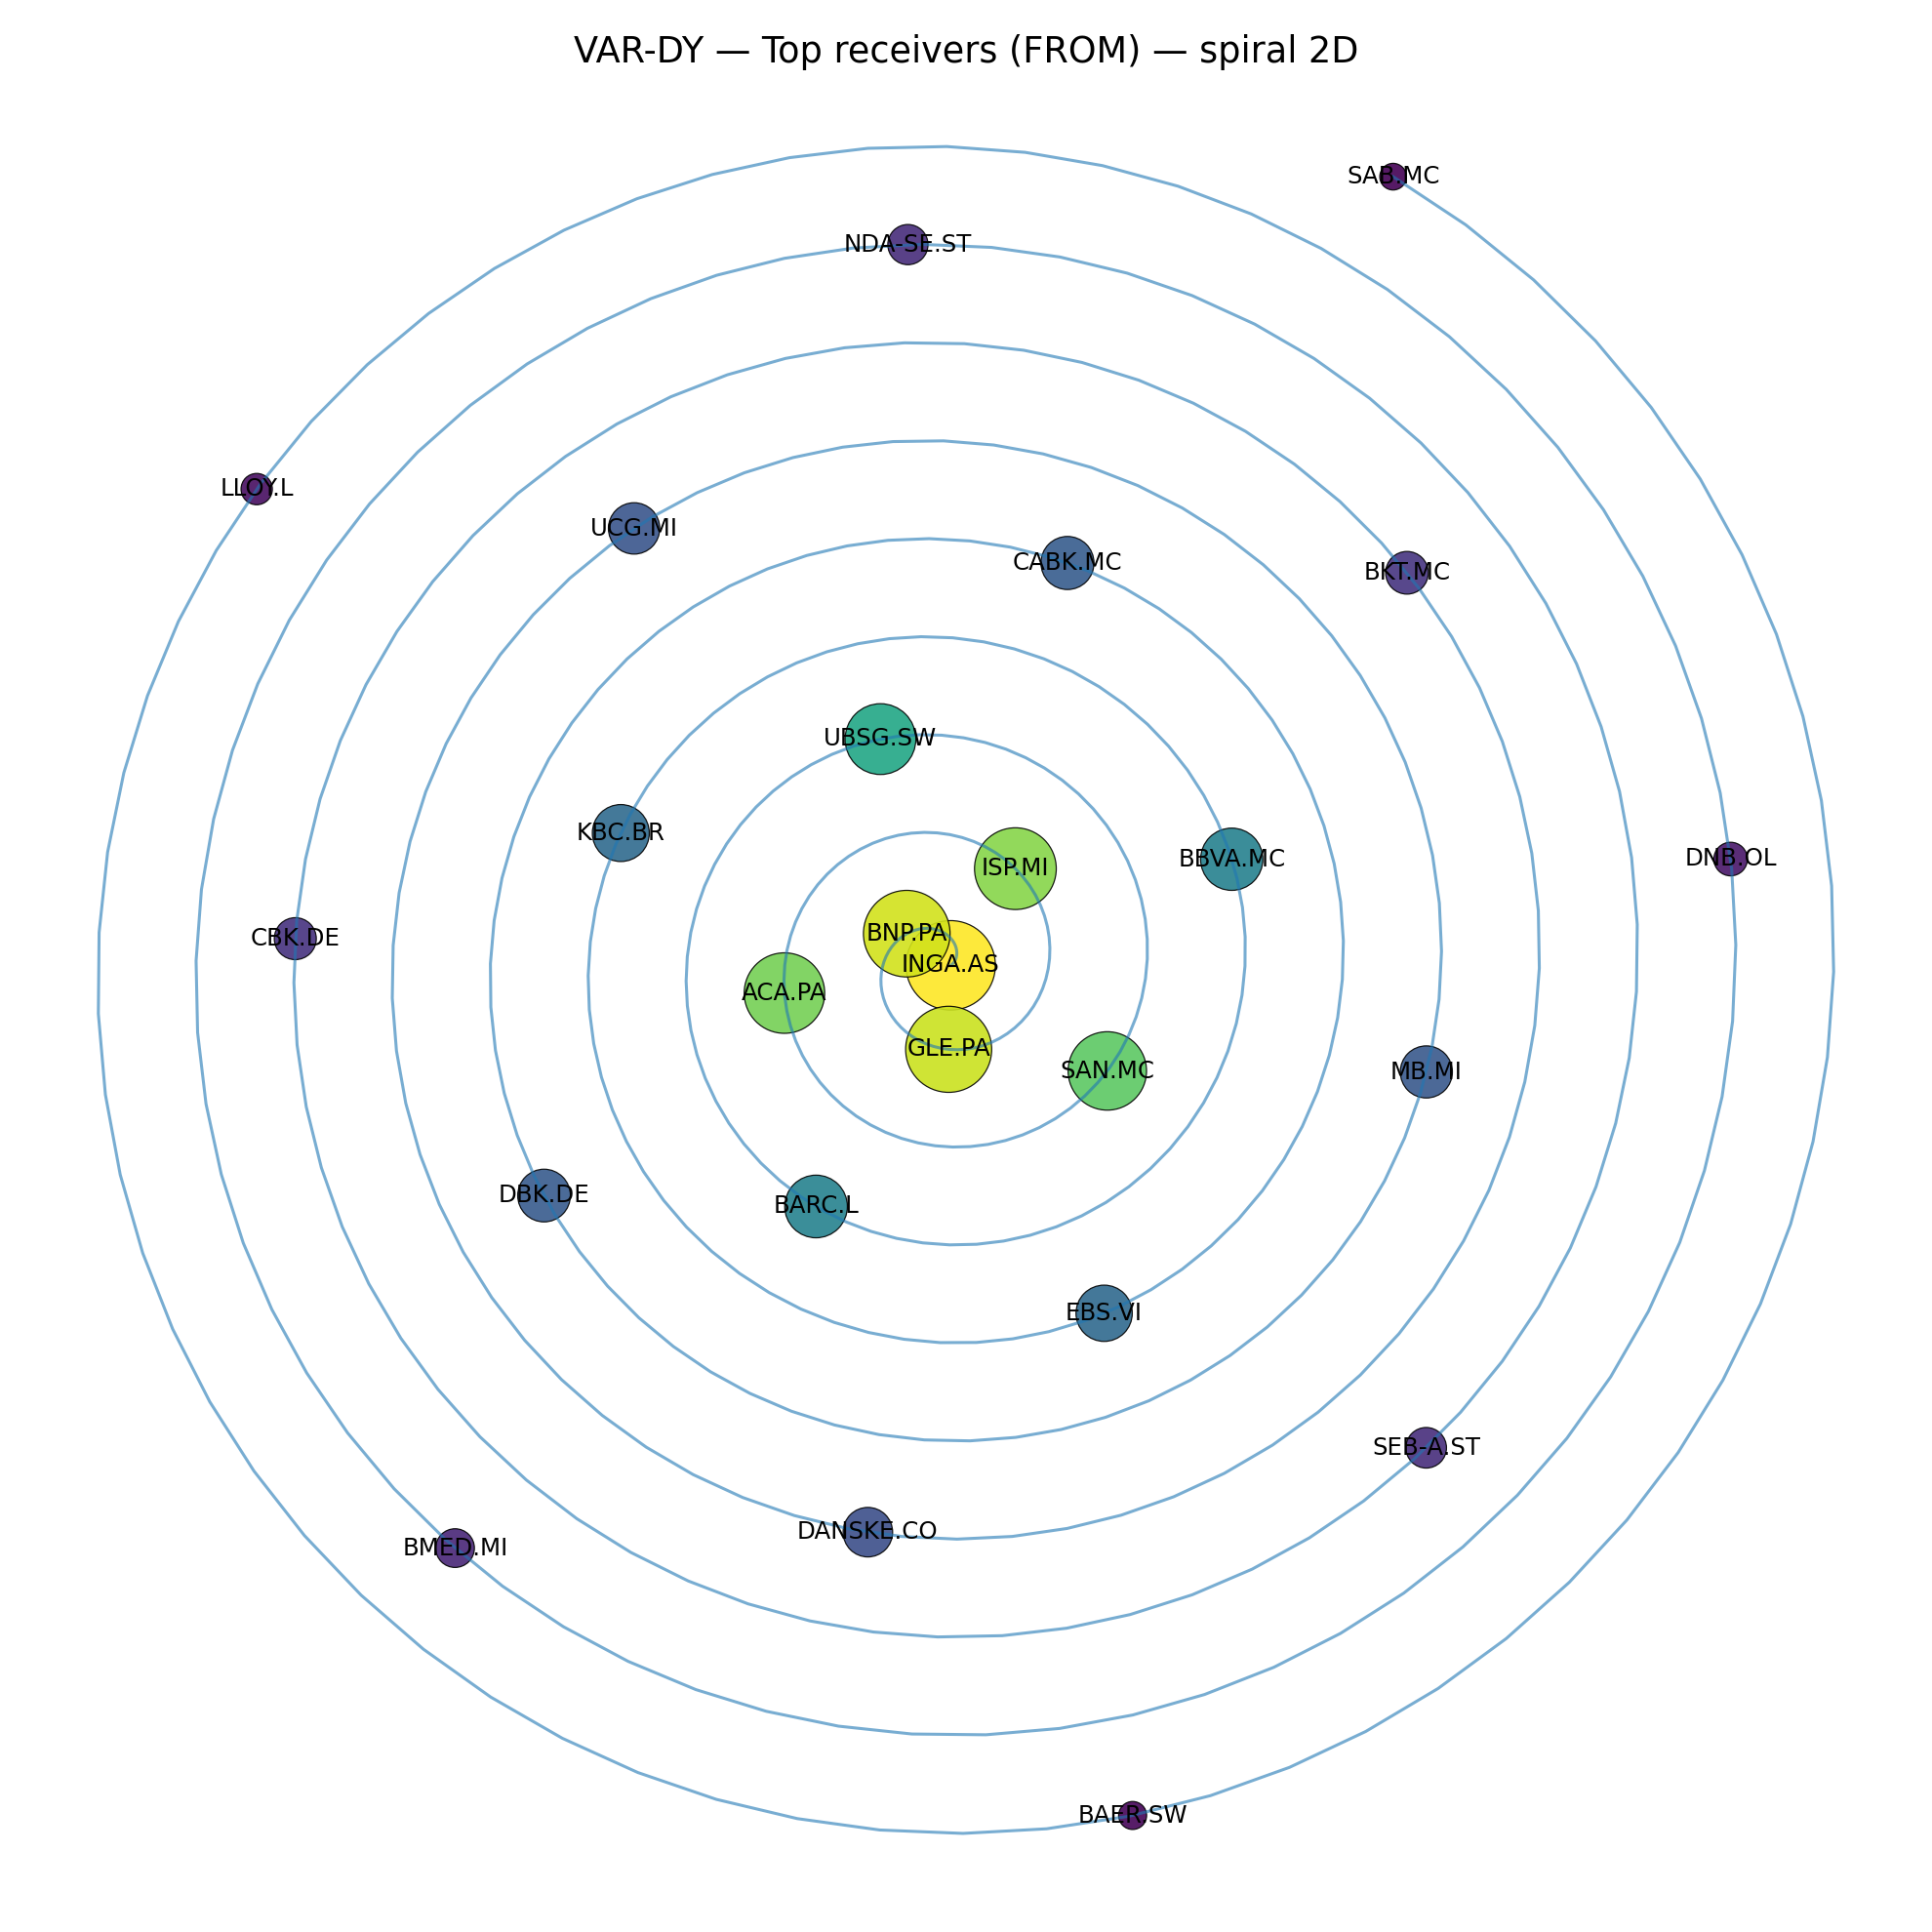 VAR-DY — Top receivers (FROM) — spiral 2D
SAB.MC
NDA-SE.ST
LLOY.L
UCG.MI
CABK.MC
BKT.MC
UBSG.SW
KBC.BR
BBVA.MC
DNB.OL
ISP.MI
BNP.PA
CBK.DE
INGA.AS
ACA.PA
GLE.PA
SAN.MC
MB.MI
DBK.DE
BARC.L
EBS.VI
SEB-A.ST
DANSKE.CO
BMED.MI
BAER.SW